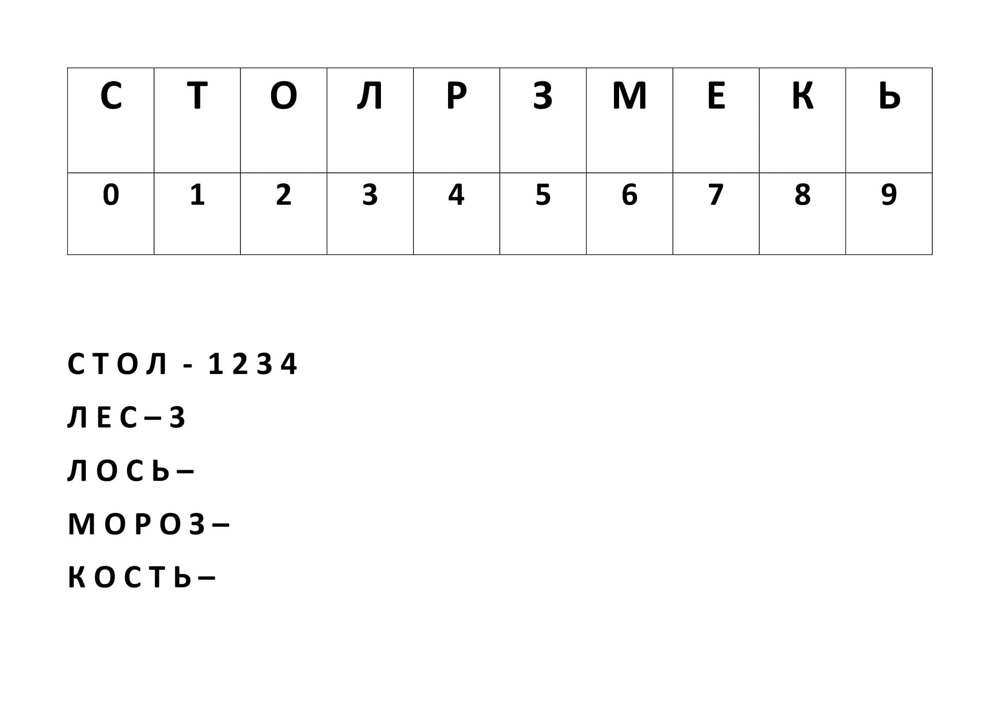 С Т О Л Р З М Е К Ь
0 1 2 3 4 5 6 7 8 9
С Т О Л - 1 2 3 4
Л Е С – 3
Л О С Ь –
М О Р О З –
К О С Т Ь –